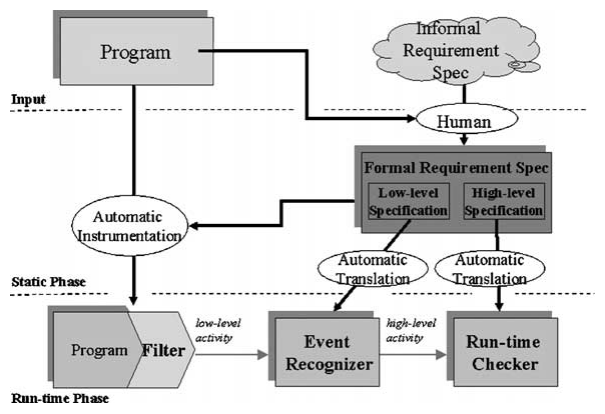 Program
Informal
Requirement
Spec
Input
Human
Formal Requirement Spec
Low-level
Specification
High-level
Specification
Automatic
Instrumentation
Automatic
Translation
Automatic
Translation
Static Phase
Program
Filter
low-level
activity
Event
Recognizer
high-level
activity
Run-time
Checker
Run-time Phase